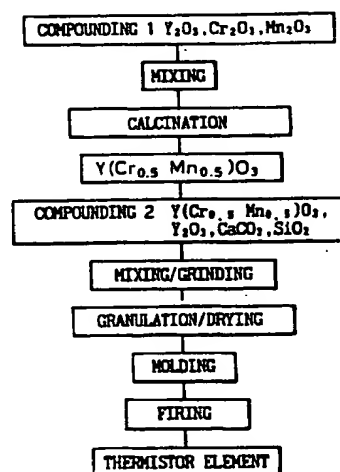 COMPOUNDING 1 Y₂O₃,Cr₂O₃,Mn₂O₃
MIXING
CALCINATION
Y(Cr₀.₅ Mn₀.₅)O₃
COMPOUNDING 2 Y(Cr₀.₅ Mn₀.₅)O₃,
Y₂O₃,CaCO₃,SiO₂
MIXING/GRINDING
GRANULATION/DRYING
MOLDING
FIRING
THERMISTOR ELEMENT